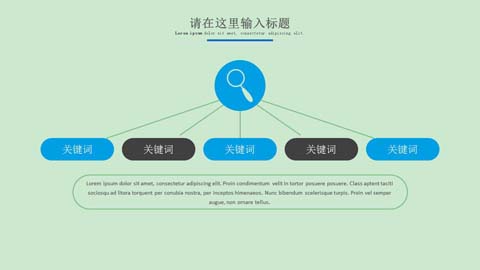 请在这里输入标题
Lorem ipsum dolor sit amet, consectetur adipiscing elit.
关键词 关键词 关键词 关键词 关键词
Lorem ipsum dolor sit amet, consectetur adipiscing elit. Proin condimentum velit in tortor posuere posuere. Class aptent taciti
sociosqu ad litora torquent per conubia nostra, per inceptos himenaeos. Nunc bibendum scelerisque turpis. Proin vel semper
augue, non ornare tellus.